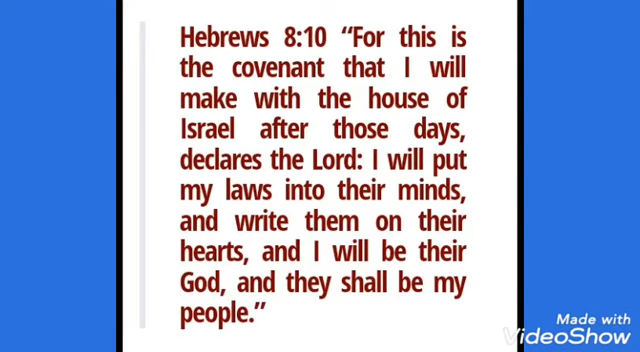 Hebrews 8:10 “For this is
the covenant that I will
make with the house of
Israel after those days,
declares the Lord: I will put
my laws into their minds,
and write them on their
hearts, and I will be their
God, and they shall be my
people.”
Made with
VideoShow